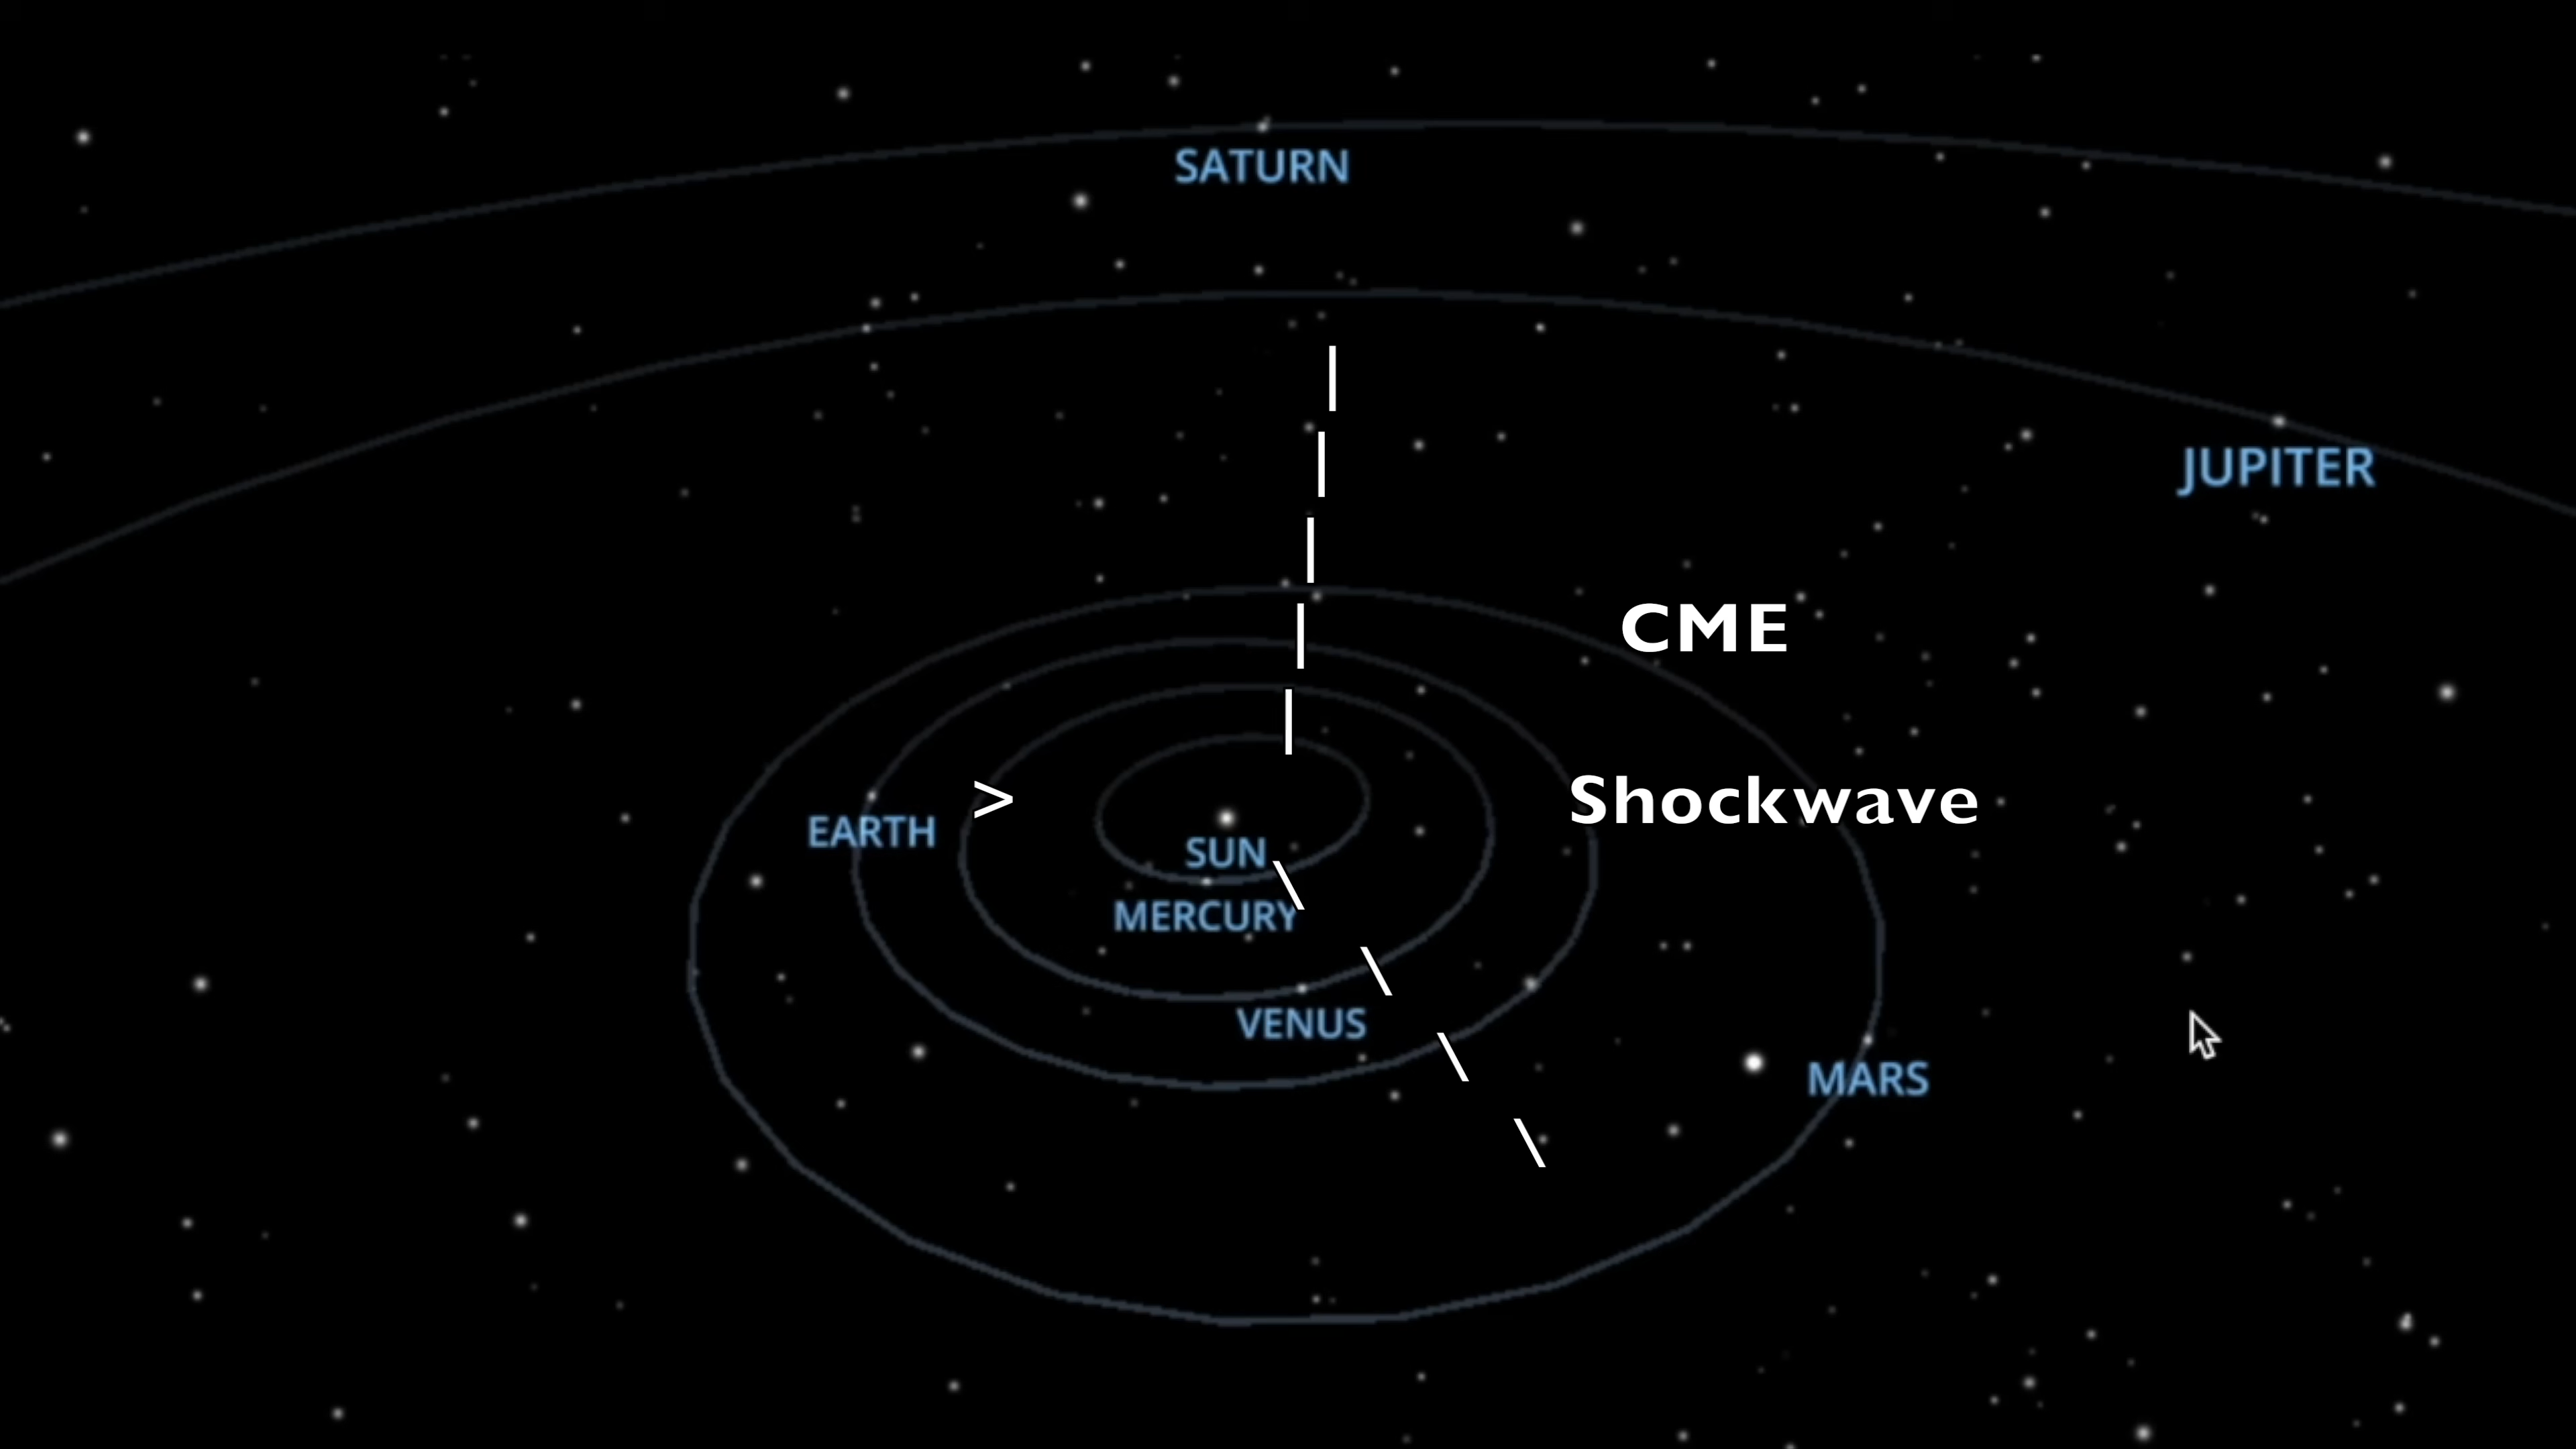 SATURN
|
|
JUPITER
|
|
CME
|
>
Shockwave
EARTH
SUN
\
MERCURY
\
VENUS
\
MARS
\